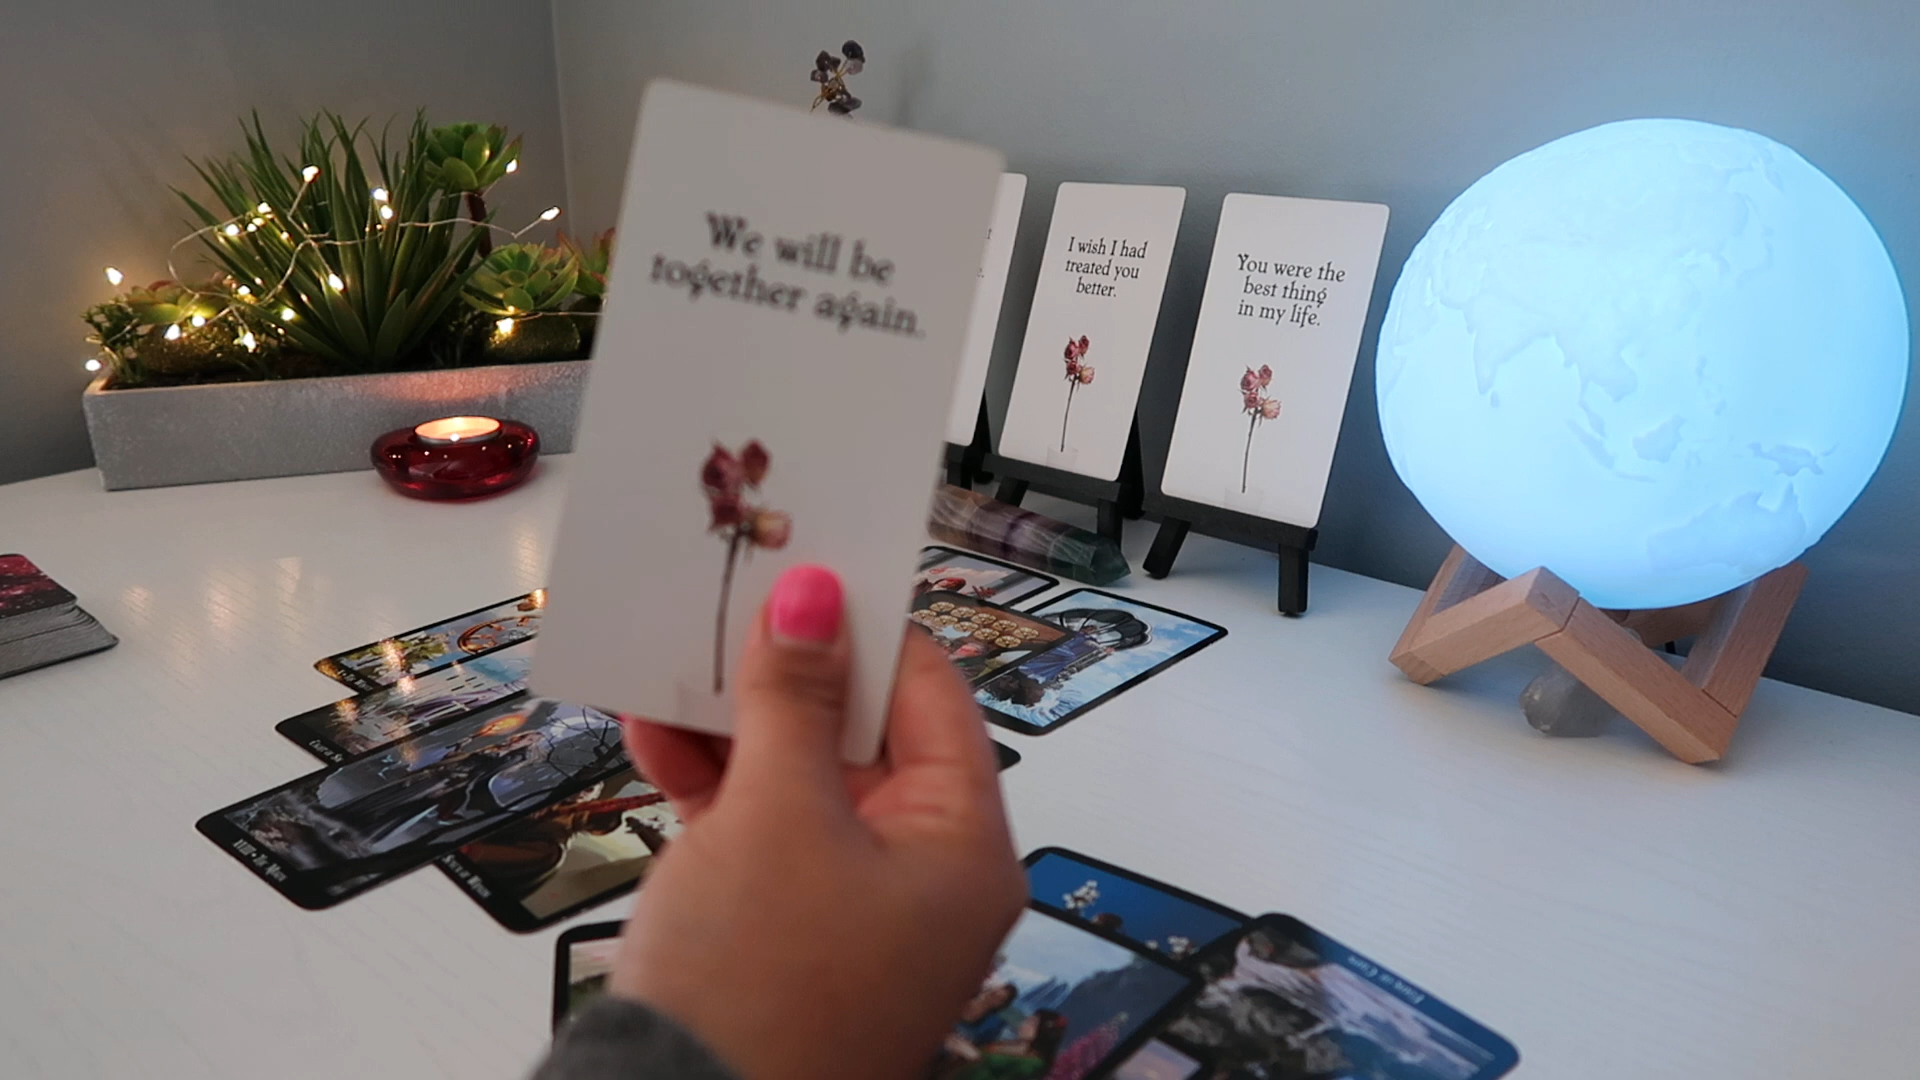 We will be
together again.
I wish I had
treated you
better.
You were the
best thing
in my life.